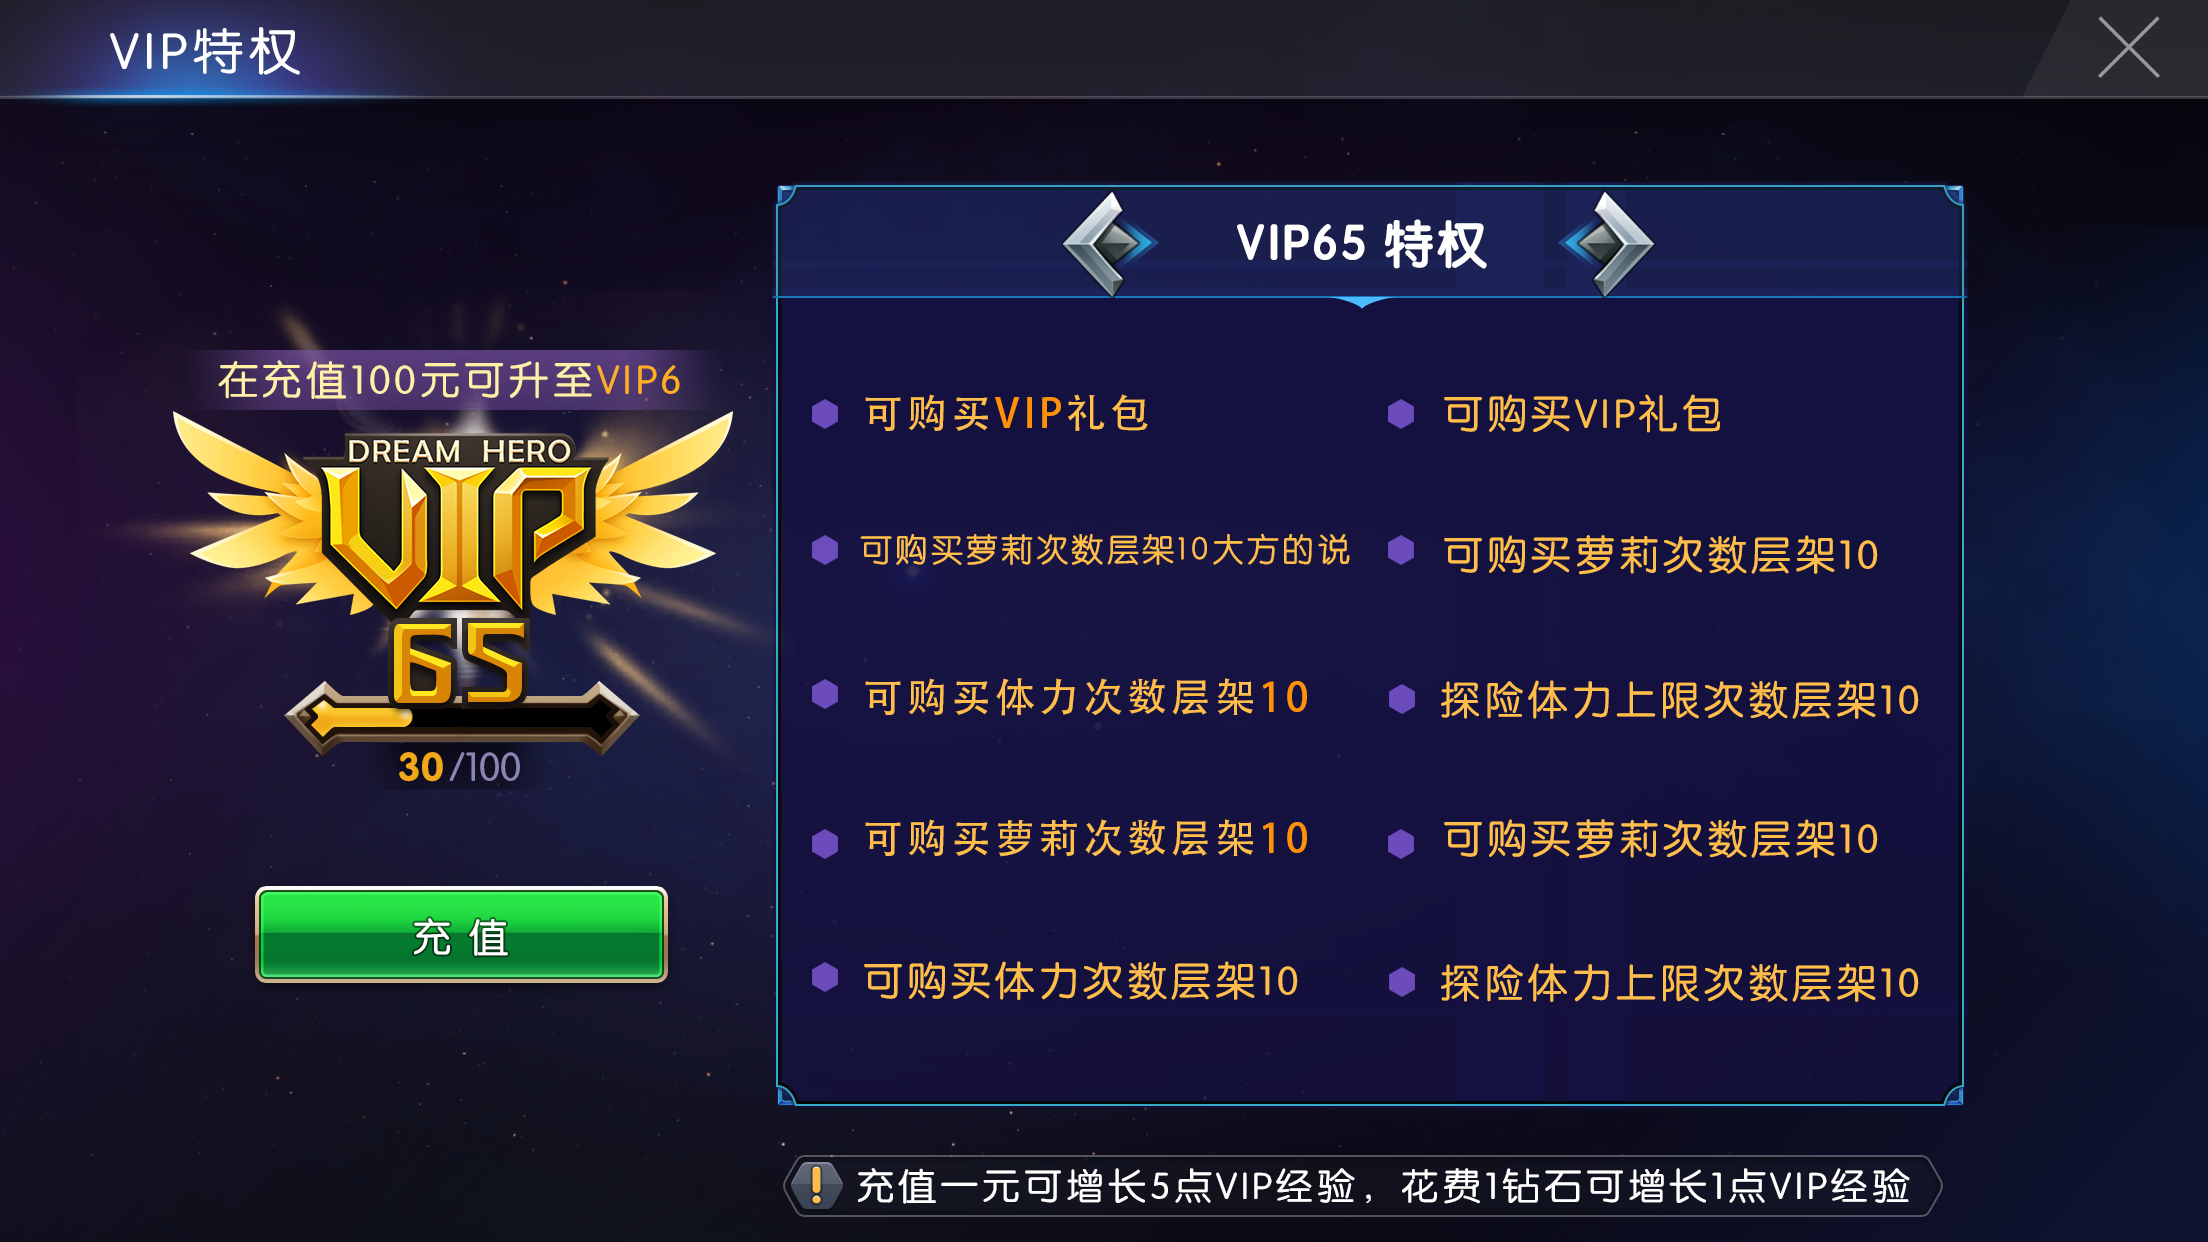 VIP特权
在充值100元可升至VIP6
DREAM HERO
VIP
65
30/100
充值
VIP65 特权
可购买VIP礼包
可购买VIP礼包
可购买萝莉次数层架10大方的说
可购买萝莉次数层架10
可购买体力次数层架10
探险体力上限次数层架10
可购买萝莉次数层架10
可购买萝莉次数层架10
可购买体力次数层架10
探险体力上限次数层架10
充值一元可增长5点VIP经验，花费1钻石可增长1点VIP经验